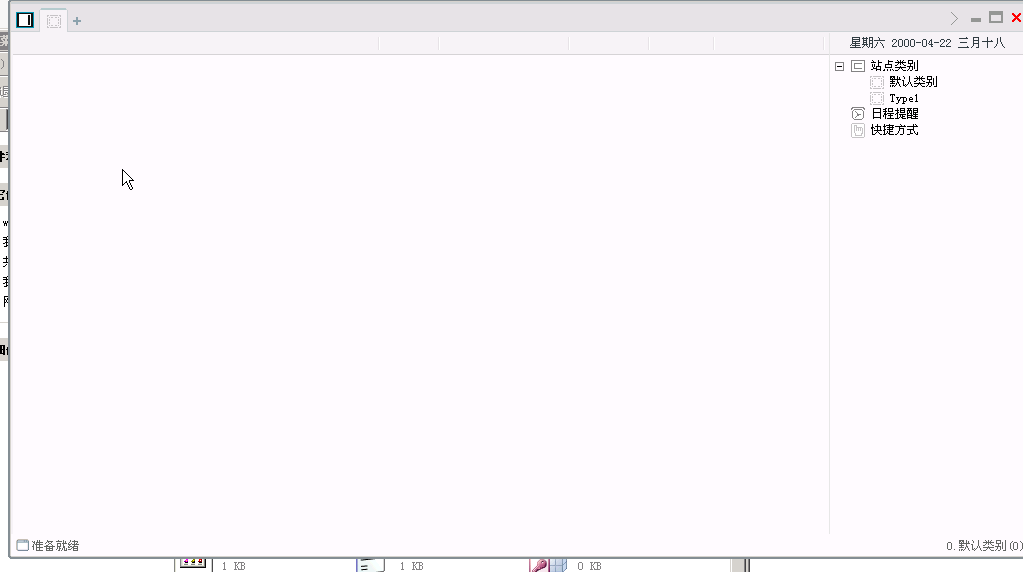 +
星期六 2000-04-22 三月十八
站点类别
默认类别
Type1
日程提醒
快捷方式
准备就绪
0.默认类别(0)
1 KB
1 KB
0 KB